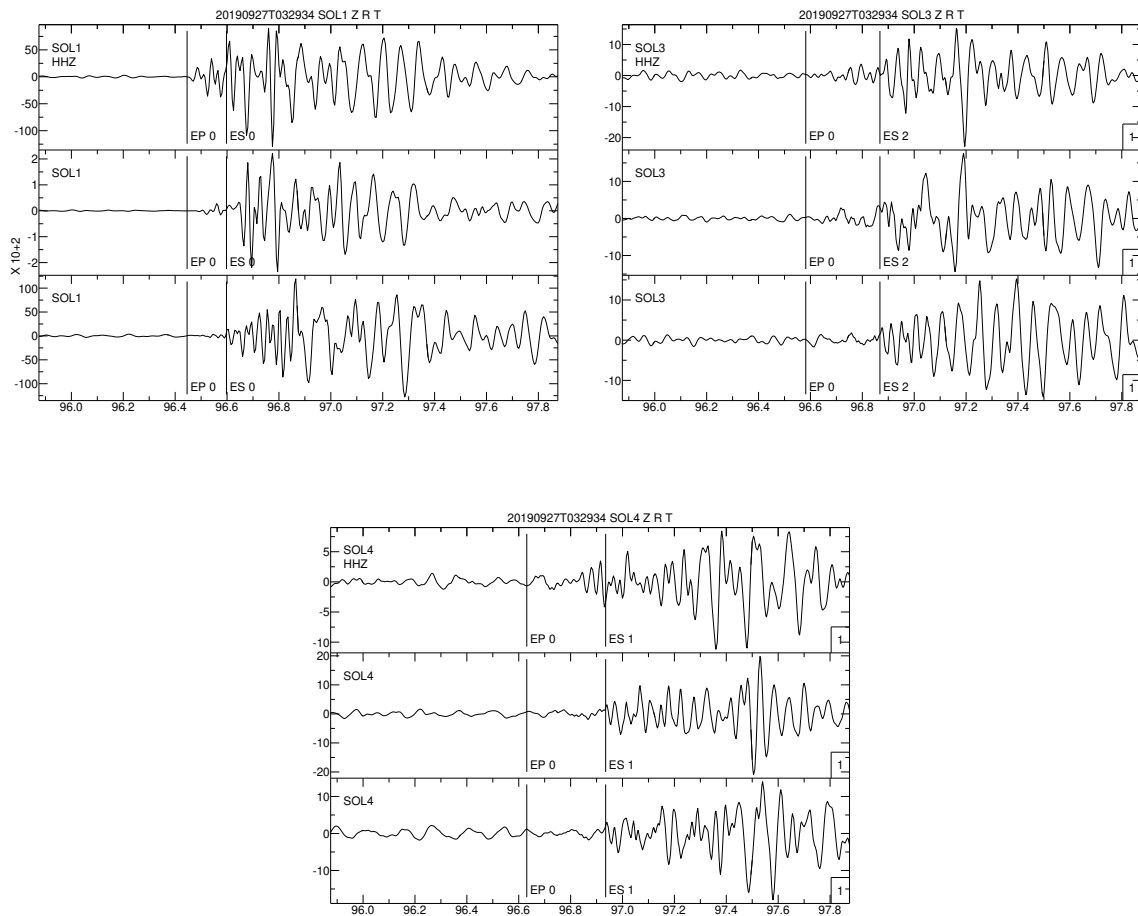 20190927T032934 SOL1 Z R T
SOL1
HHZ
50
0
-50
-100
EP 0
ES 0
SOL1
2
1
0
-1
-2
X 10+2
EP 0
ES 0
SOL1
100
50
0
-50
-100
EP 0
ES 0
96.0 96.2 96.4 96.6 96.8 97.0 97.2 97.4 97.6 97.8
20190927T032934 SOL3 Z R T
SOL3
HHZ
10
0
-10
-20
EP 0
ES 2
1
SOL3
10
0
-10
EP 0
ES 2
1
SOL3
10
0
-10
EP 0
ES 2
1
96.0 96.2 96.4 96.6 96.8 97.0 97.2 97.4 97.6 97.8
20190927T032934 SOL4 Z R T
SOL4
HHZ
5
0
-5
-10
EP 0
ES 1
1
SOL4
20
10
0
-10
-20
EP 0
ES 1
1
SOL4
10
0
-10
EP 0
ES 1
1
96.0 96.2 96.4 96.6 96.8 97.0 97.2 97.4 97.6 97.8